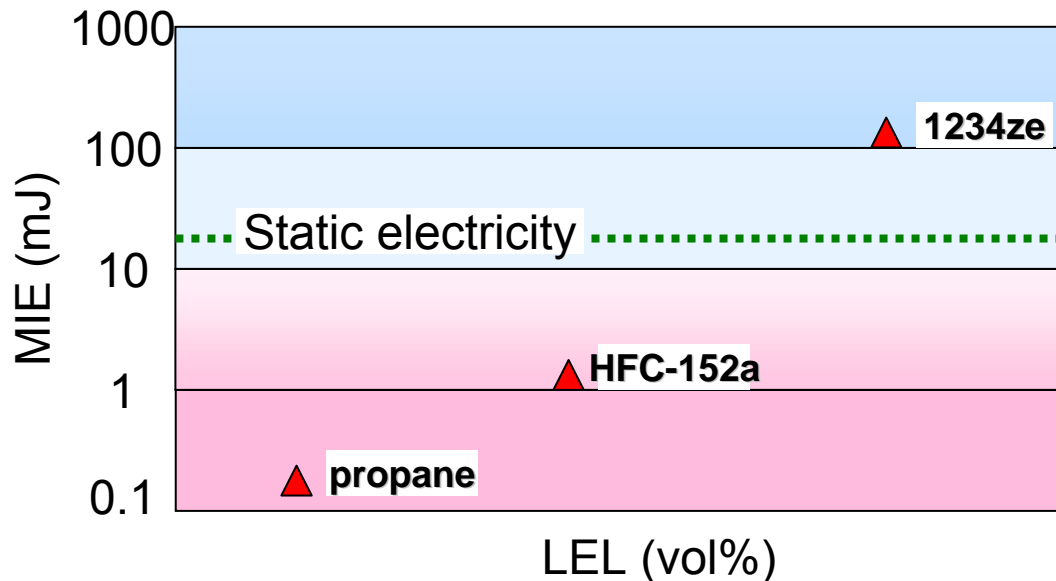 1000
1234ze
100
Static electricity
10
HFC-152a
1
propane
0.1
MIE (mJ)
LEL (vol%)